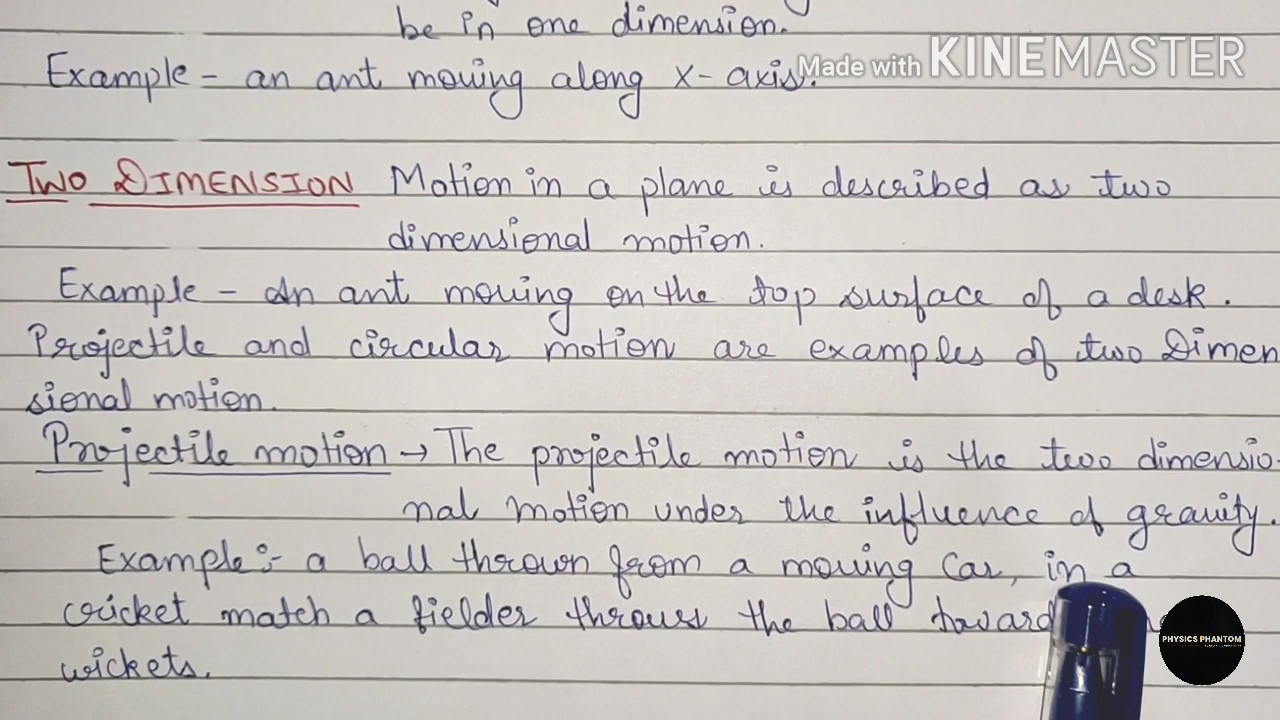 be in one dimension.
Example - an ant moving along x-axis.
Made with KINEMASTER
TWO DIMENSION Motion in a plane is described as two
dimensional motion.
Example - An ant moving on the top surface of a desk.
Projectile and circular motion are examples of two Dimen
sional motion.
Projectile motion → The projectile motion is the two dimensio-
nal motion under the influence of gravity.
Example:- a ball thrown from a moving car, in a
cricket match a fielder throws the ball toward
wickets.
PHYSICS PHANTOM